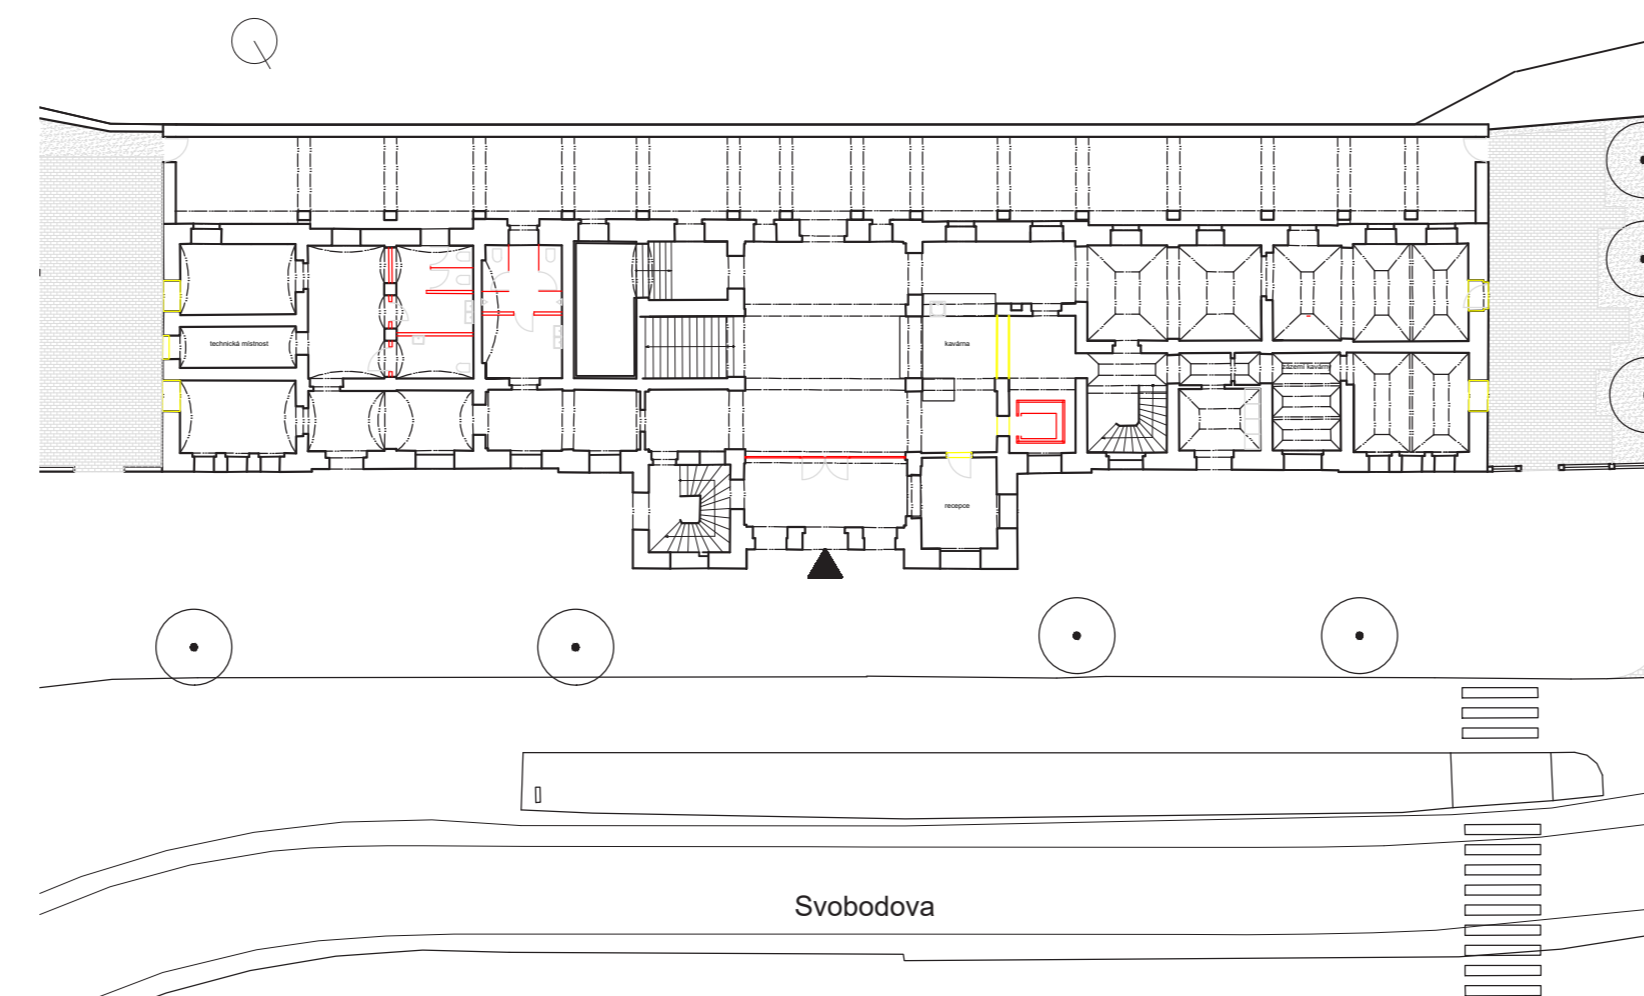 technická místnost
kavárna
zázemí kavárny
recepce
Svobodova